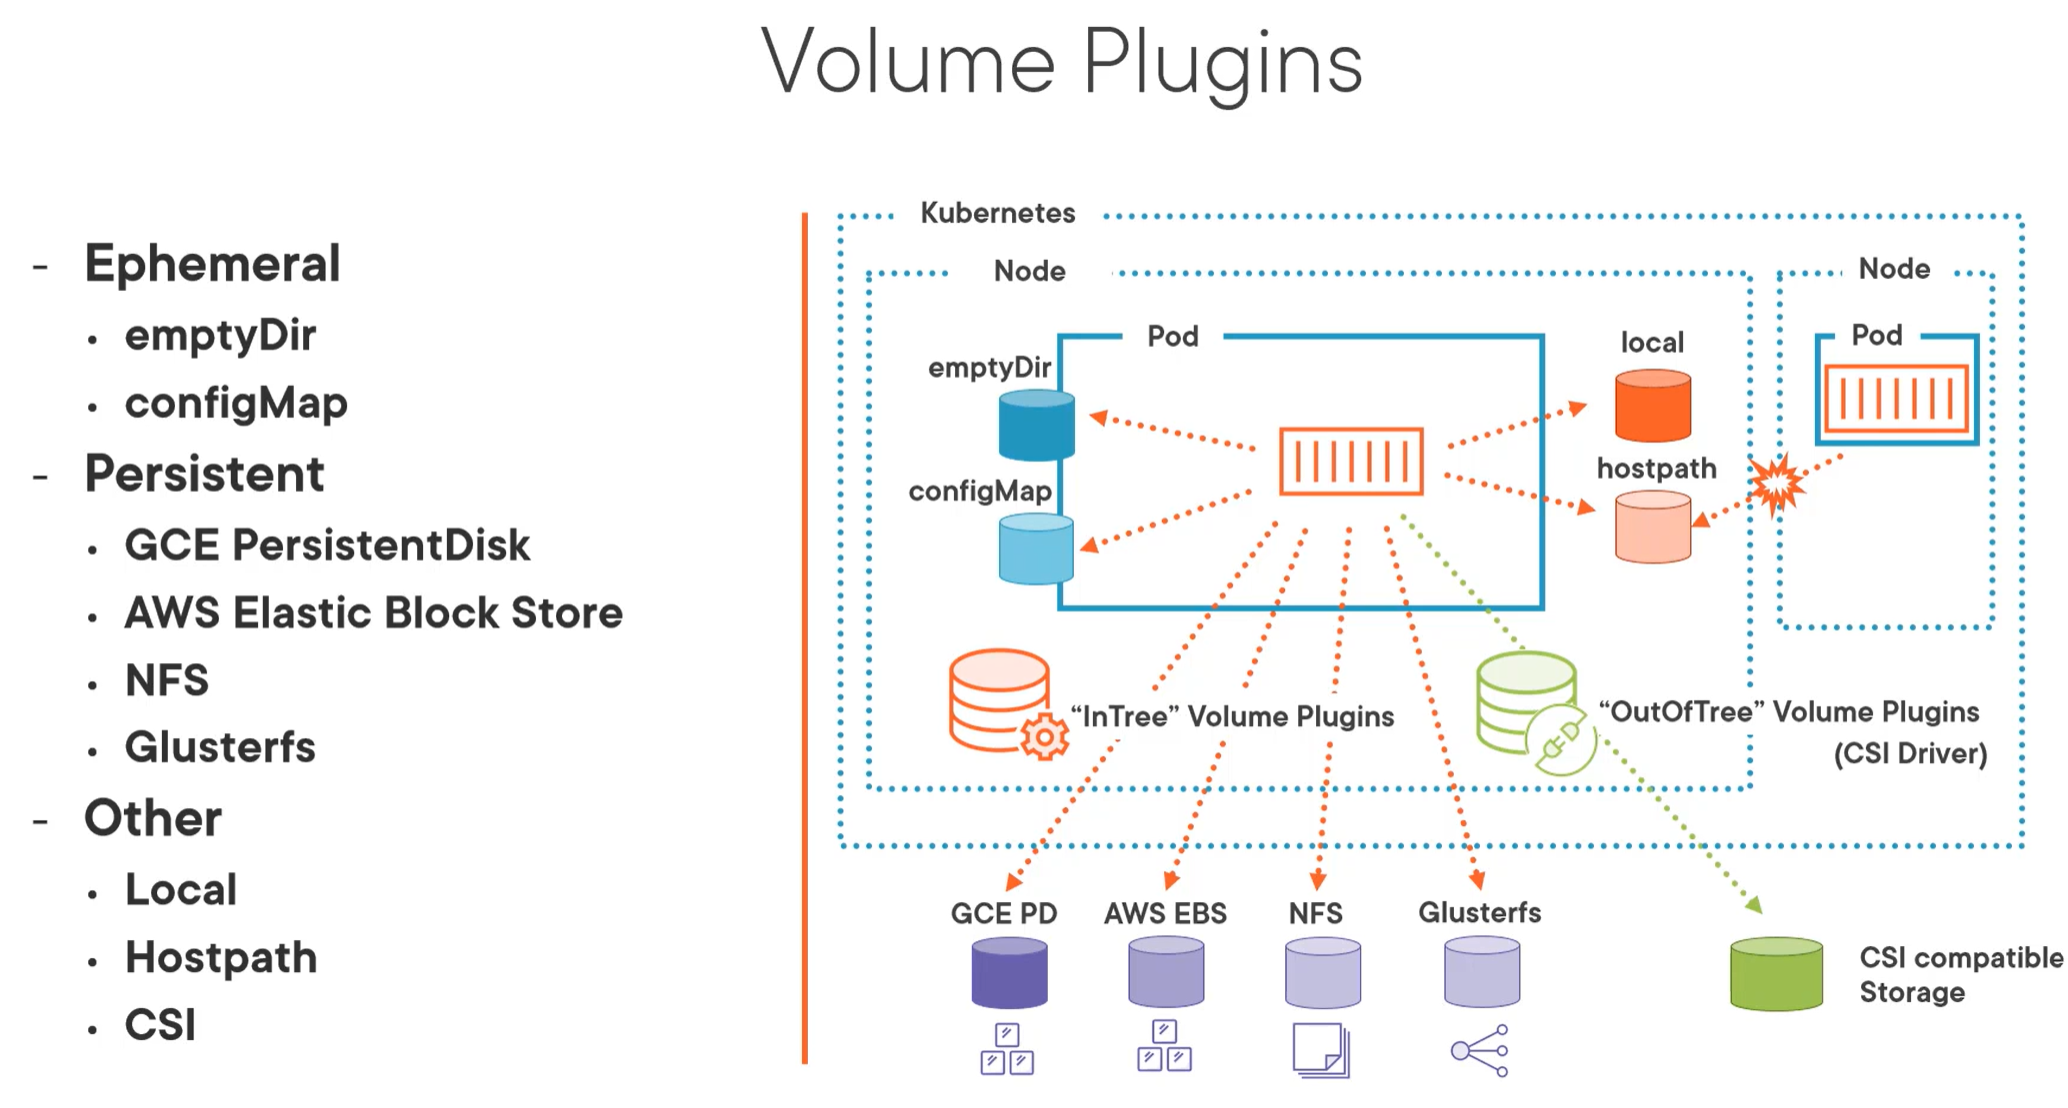 Volume Plugins
- Ephemeral
• emptyDir
• configMap
- Persistent
• GCE PersistentDisk
• AWS Elastic Block Store
• NFS
• Glusterfs
- Other
• Local
• Hostpath
• CSI
Kubernetes
Node
Pod
emptyDir
configMap
local
hostpath
Node
Pod
“InTree” Volume Plugins
“OutOfTree” Volume Plugins
(CSI Driver)
GCE PD
AWS EBS
NFS
Glusterfs
CSI compatible
Storage